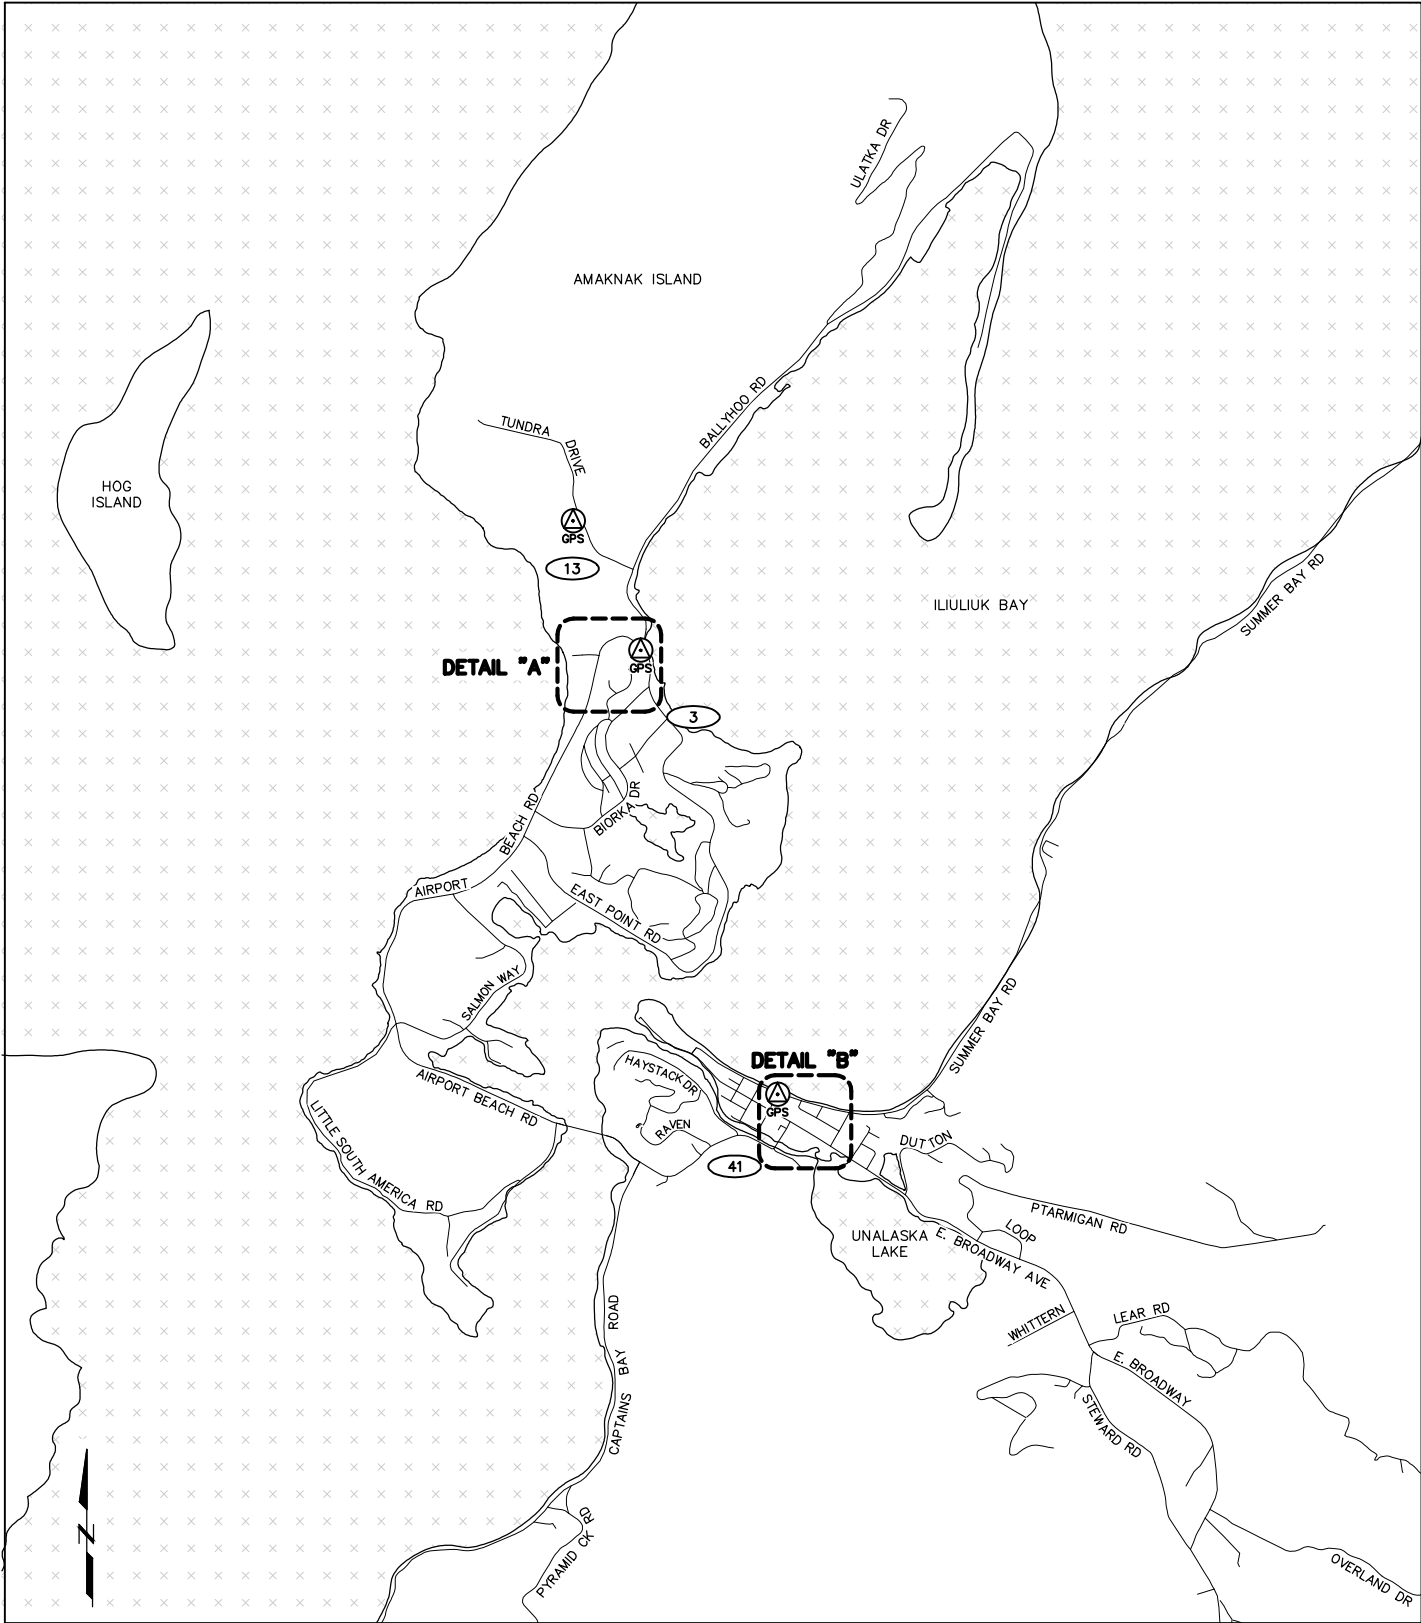 ULATKA DR
AMAKNAK ISLAND
BALLYHOO RD
TUNDRA DRIVE
HOG
ISLAND
GPS
13
SUMMER BAY RD
ILIULIUK BAY
DETAIL "A"
GPS
3
BEACH RD
BIORKA DR
AIRPORT
EAST POINT RD
SALMON WAY
SUMMER BAY RD
DETAIL "B"
HAYSTACK DR
GPS
AIRPORT BEACH RD
RAVEN
LITTLE SOUTH AMERICA RD
41
DUTTON
PTARMIGAN RD
LOOP
UNALASKA
LAKE
E. BROADWAY AVE
WHITTERN
LEAR RD
CAPTAINS BAY ROAD
E. BROADWAY
STEWARD RD
N
PYRAMID CK RD
OVERLAND DR